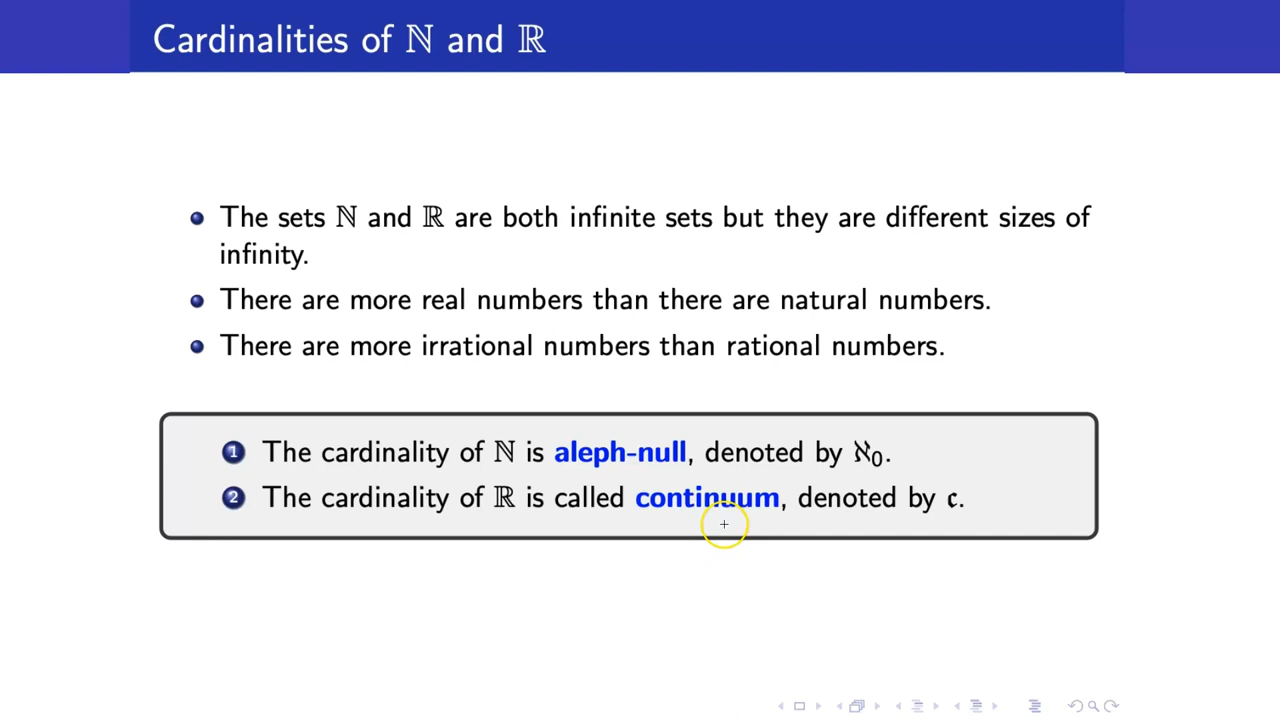 Cardinalities of ℕ and ℝ
The sets ℕ and ℝ are both infinite sets but they are different sizes of
infinity.
There are more real numbers than there are natural numbers.
There are more irrational numbers than rational numbers.
1 The cardinality of ℕ is aleph-null, denoted by ℵ₀.
2 The cardinality of ℝ is called continuum, denoted by 𝔠.